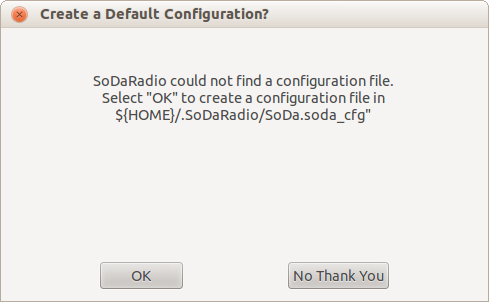 Create a Default Configuration?
SoDaRadio could not find a configuration file.
Select "OK" to create a configuration file in
${HOME}/.SoDaRadio/SoDa.soda_cfg"
OK
No Thank You